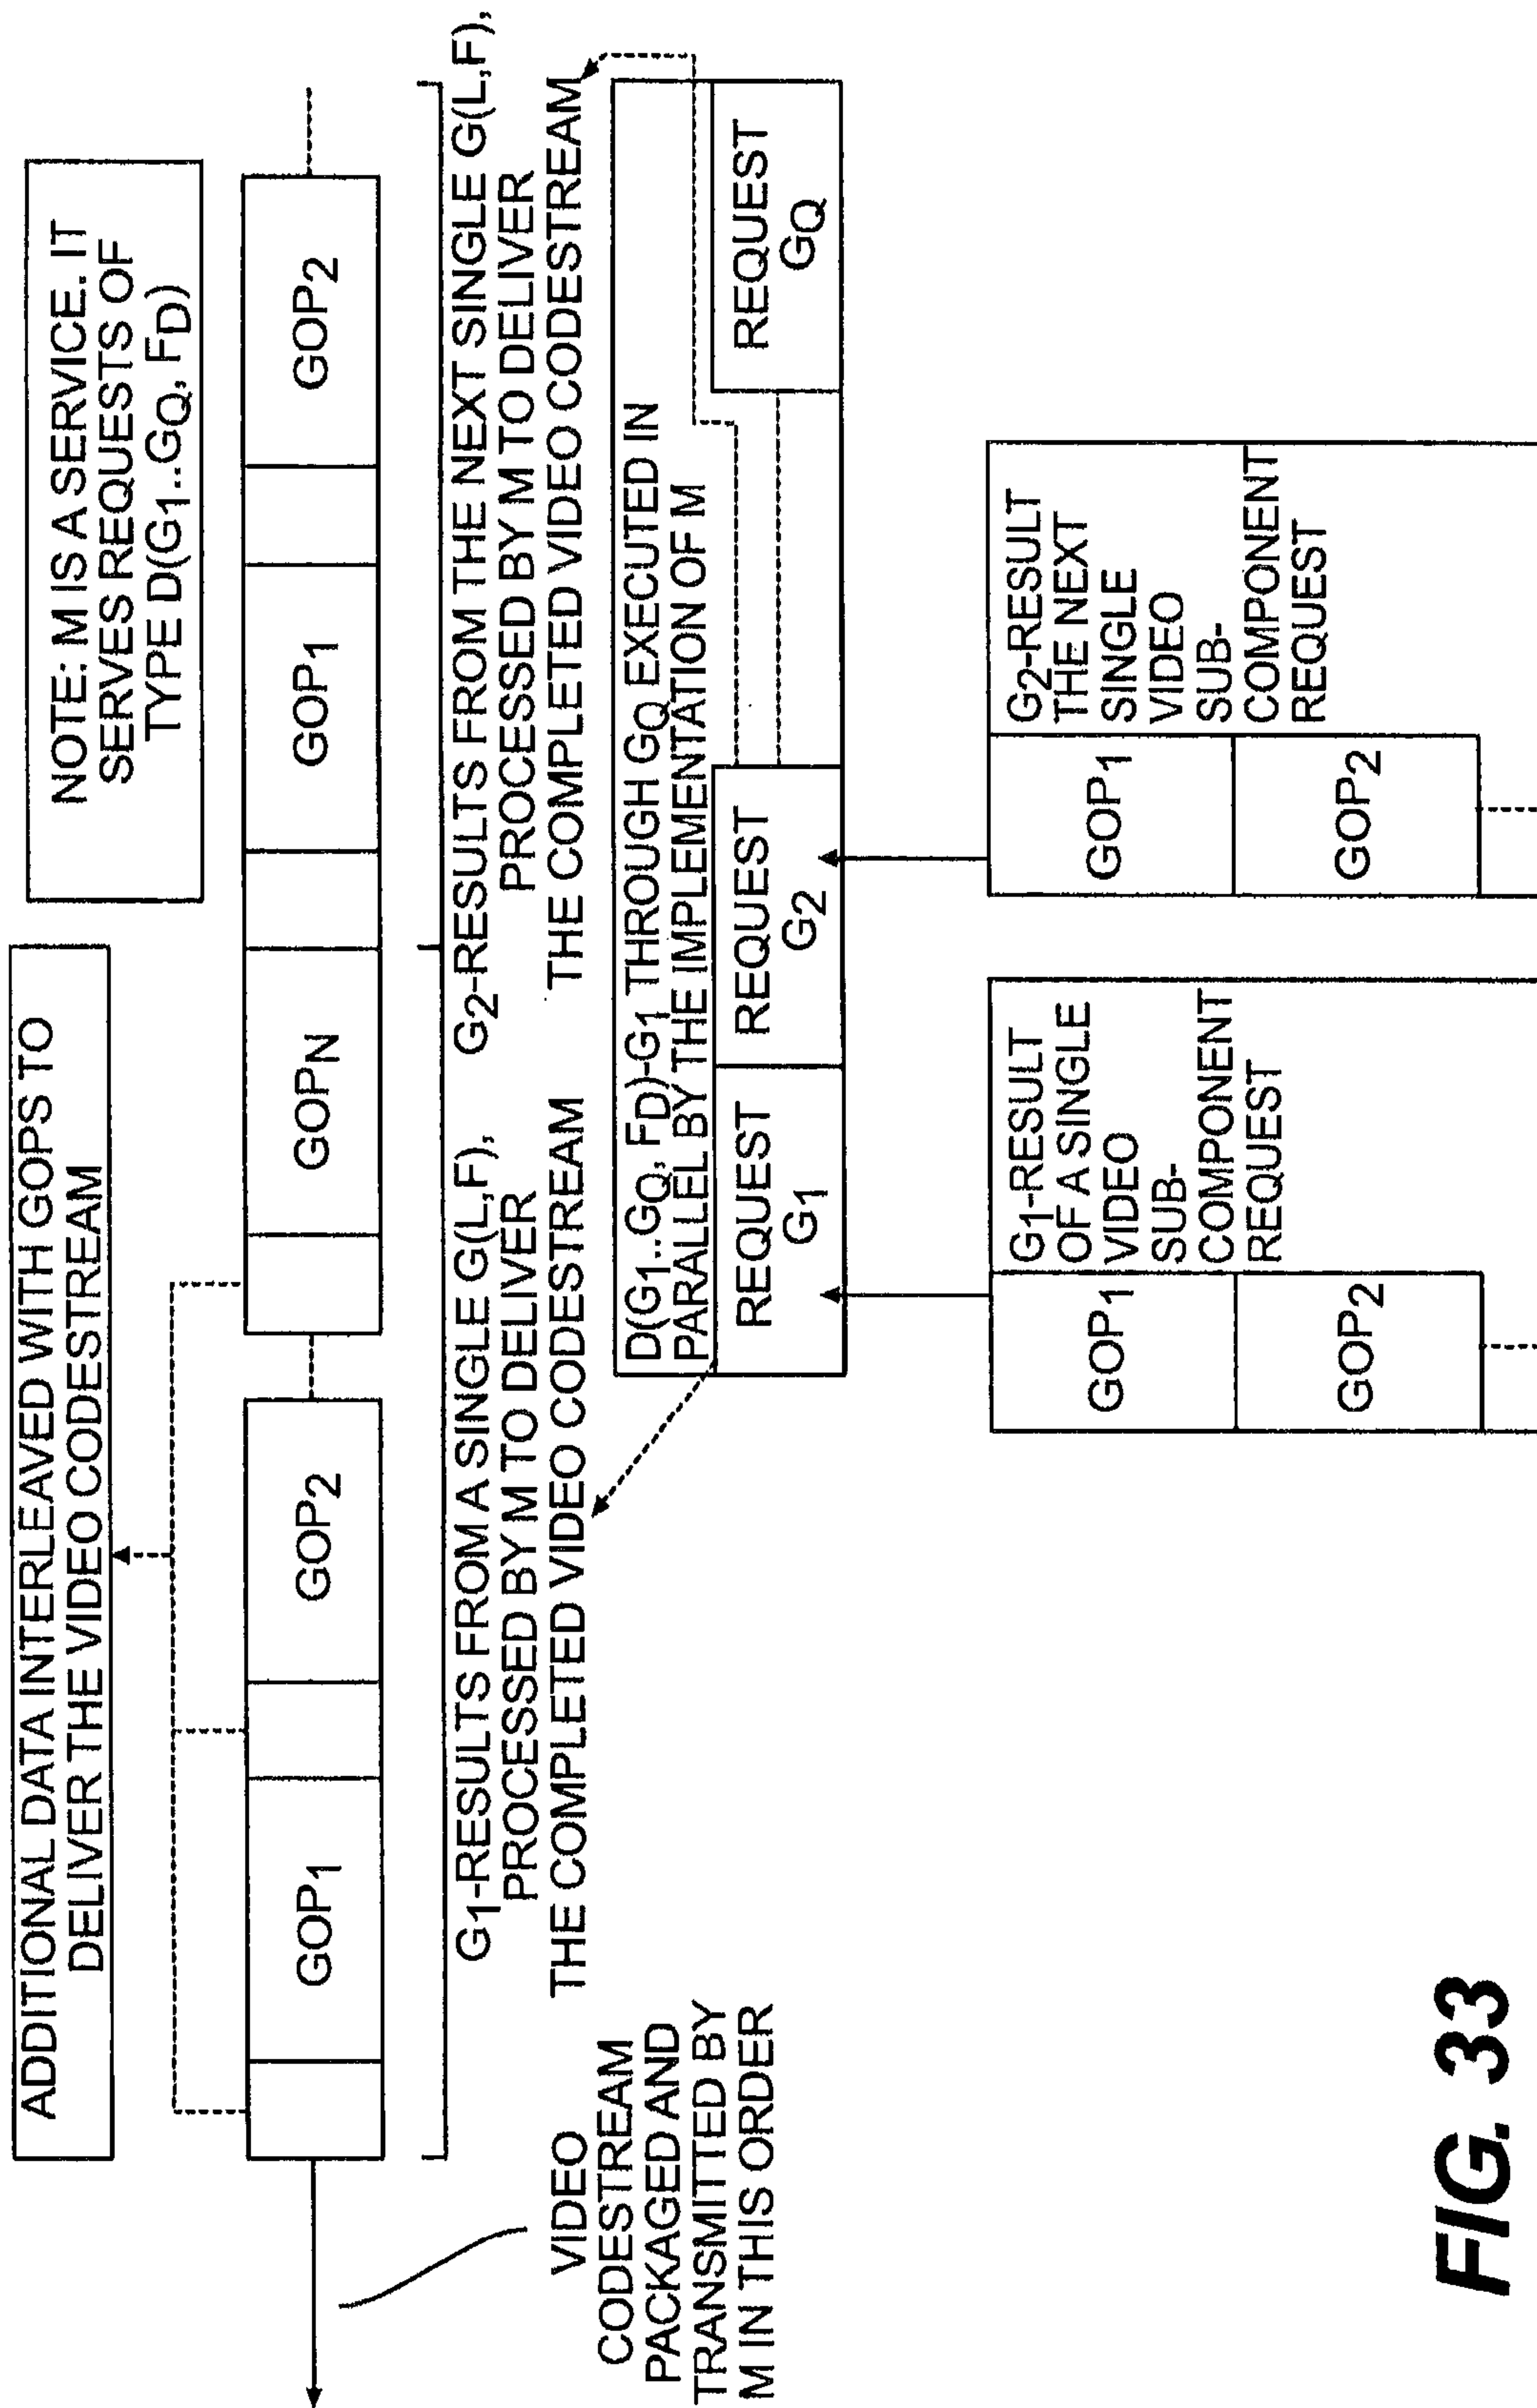 ADDITIONAL DATA INTERLEAVED WITH GOPS TO
DELIVER THE VIDEO CODESTREAM
NOTE: M IS A SERVICE. IT
SERVES REQUESTS OF
TYPE D(G1..GQ, FD)
GOP1
GOP2
GOPN
GOP1
GOP2
VIDEO
CODESTREAM
PACKAGED AND
TRANSMITTED BY
M IN THIS ORDER
G1-RESULTS FROM A SINGLE G(L,F),
PROCESSED BY M TO DELIVER
THE COMPLETED VIDEO CODESTREAM
G2-RESULTS FROM THE NEXT SINGLE G(L,F),
PROCESSED BY M TO DELIVER
THE COMPLETED VIDEO CODESTREAM
D(G1..GQ, FD)-G1 THROUGH GQ EXECUTED IN
PARALLEL BY THE IMPLEMENTATION OF M
REQUEST
G1
REQUEST
G2
REQUEST
GQ
GOP1
GOP2
G1-RESULT
OF A SINGLE
VIDEO
SUB-
COMPONENT
REQUEST
GOP1
GOP2
G2-RESULT
THE NEXT
SINGLE
VIDEO
SUB-
COMPONENT
REQUEST
FIG. 33